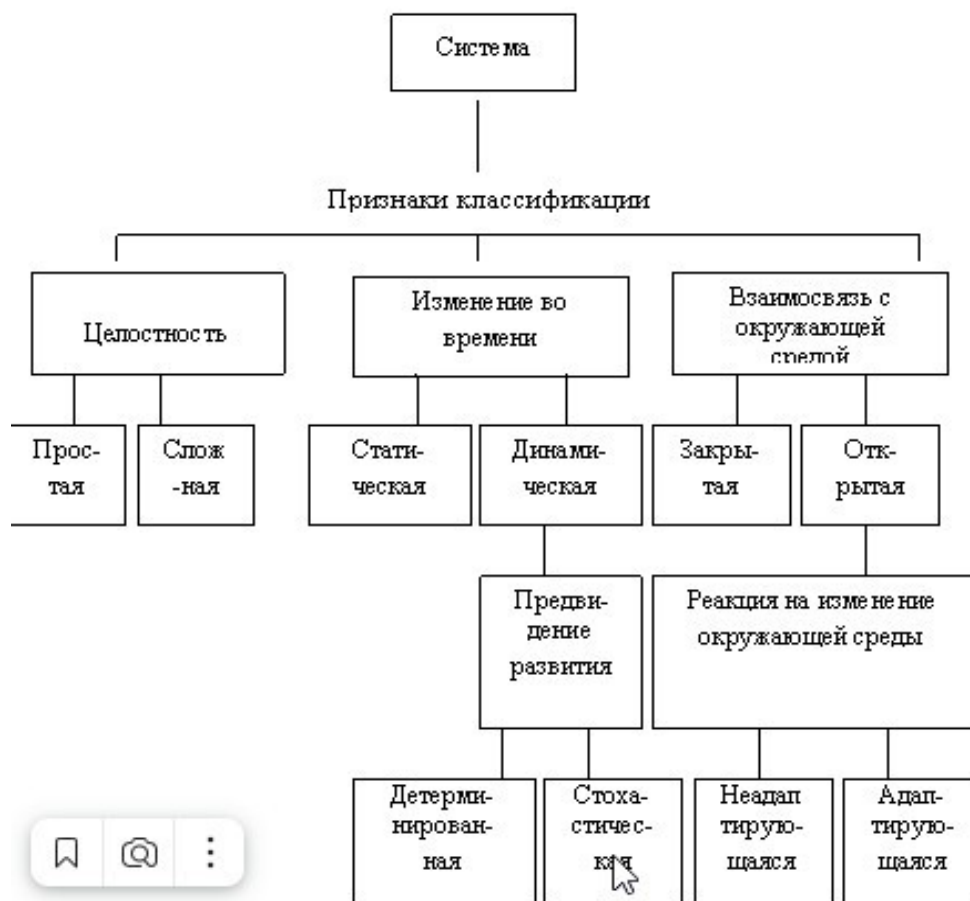 Система
Признаки классификации
Целостность
Изменение во
времени
Взаимосвязь с
окружающей
средой
Прос-
тая
Слож
-ная
Стати-
ческая
Динами-
ческая
Закры-
тая
Отк-
рытая
Предви-
дение
развития
Реакция на изменение
окружающей среды
Детерми-
нирован-
ная
Стоха-
стичес-
кая
Неадап
тирую-
щаяся
Адап-
тирую-
щаяся